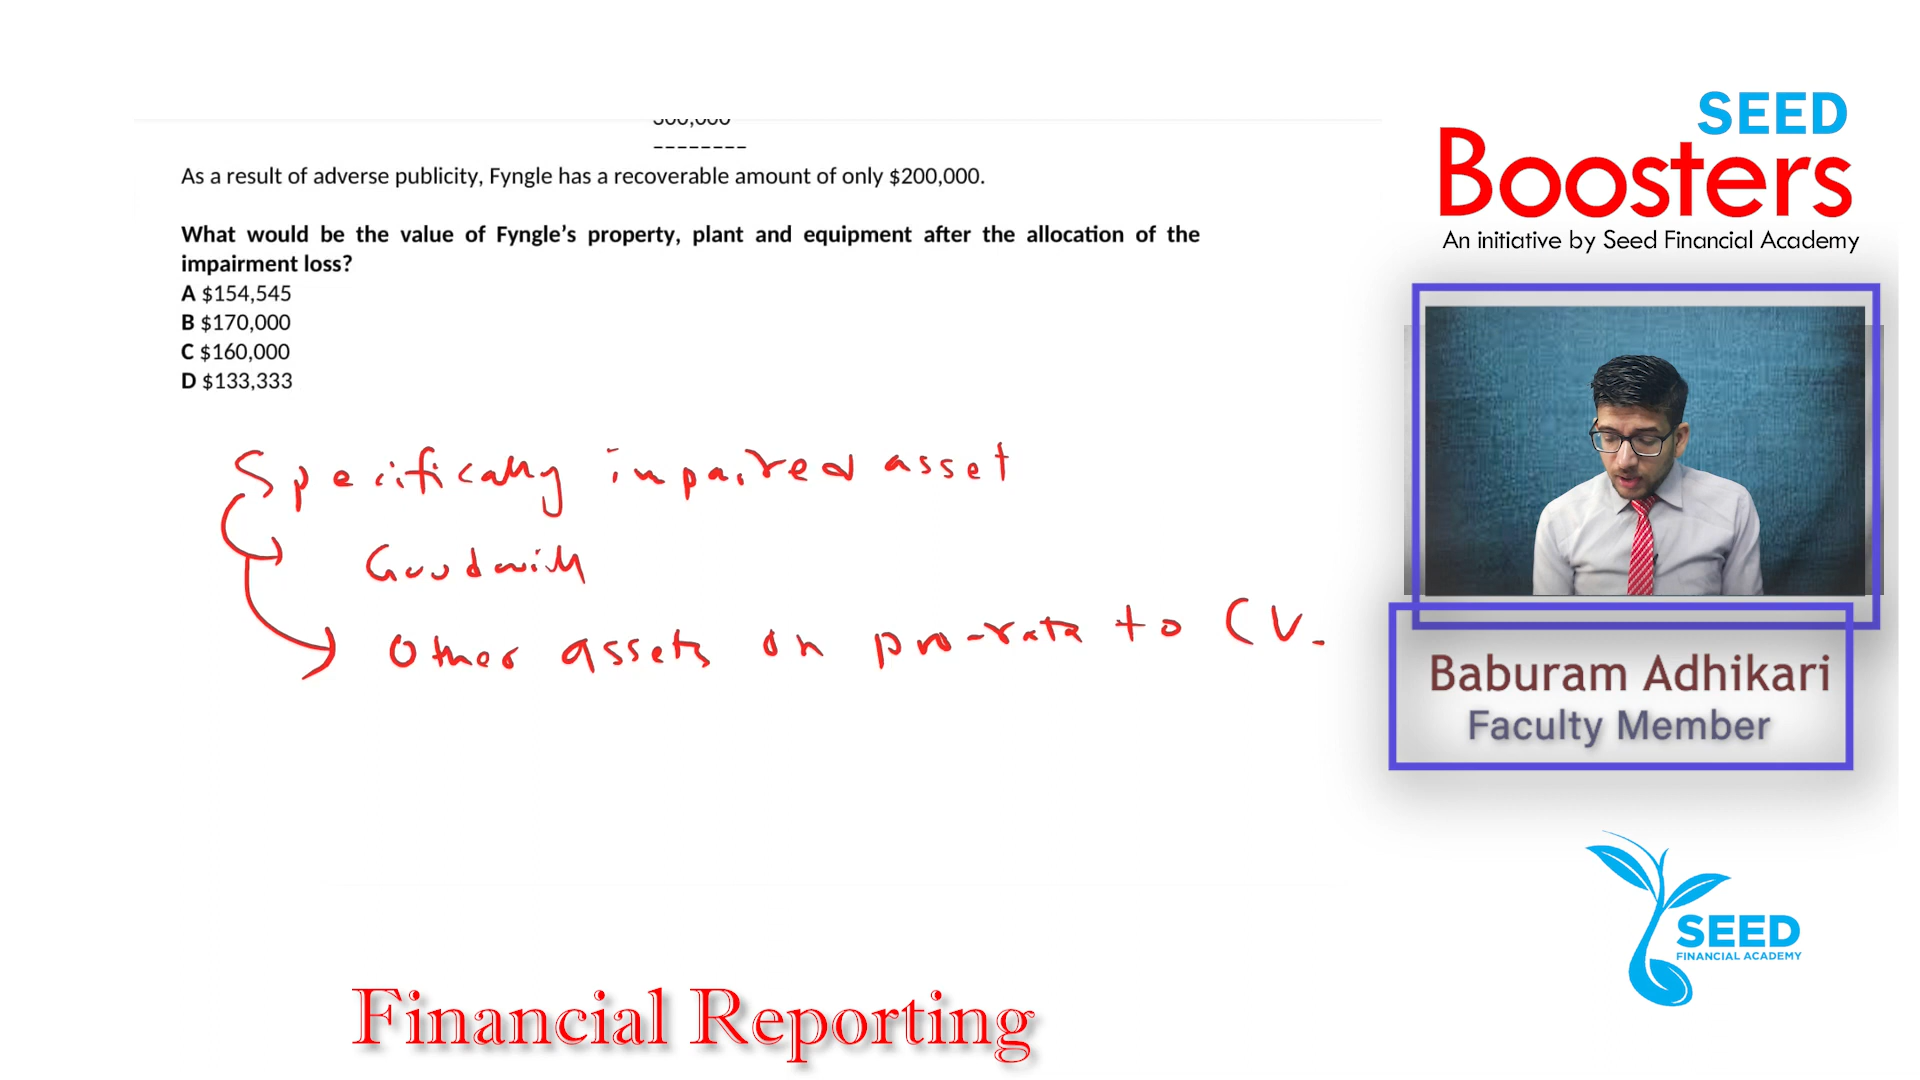 300,000
--------
As a result of adverse publicity, Fyngle has a recoverable amount of only $200,000.
What would be the value of Fyngle’s property, plant and equipment after the allocation of the
impairment loss?
A $154,545
B $170,000
C $160,000
D $133,333
Specifically impaired asset
Goodwill
Other assets on pro-rata to CV.
Financial Reporting
SEED
Boosters
An initiative by Seed Financial Academy
Baburam Adhikari
Faculty Member
SEED
FINANCIAL ACADEMY